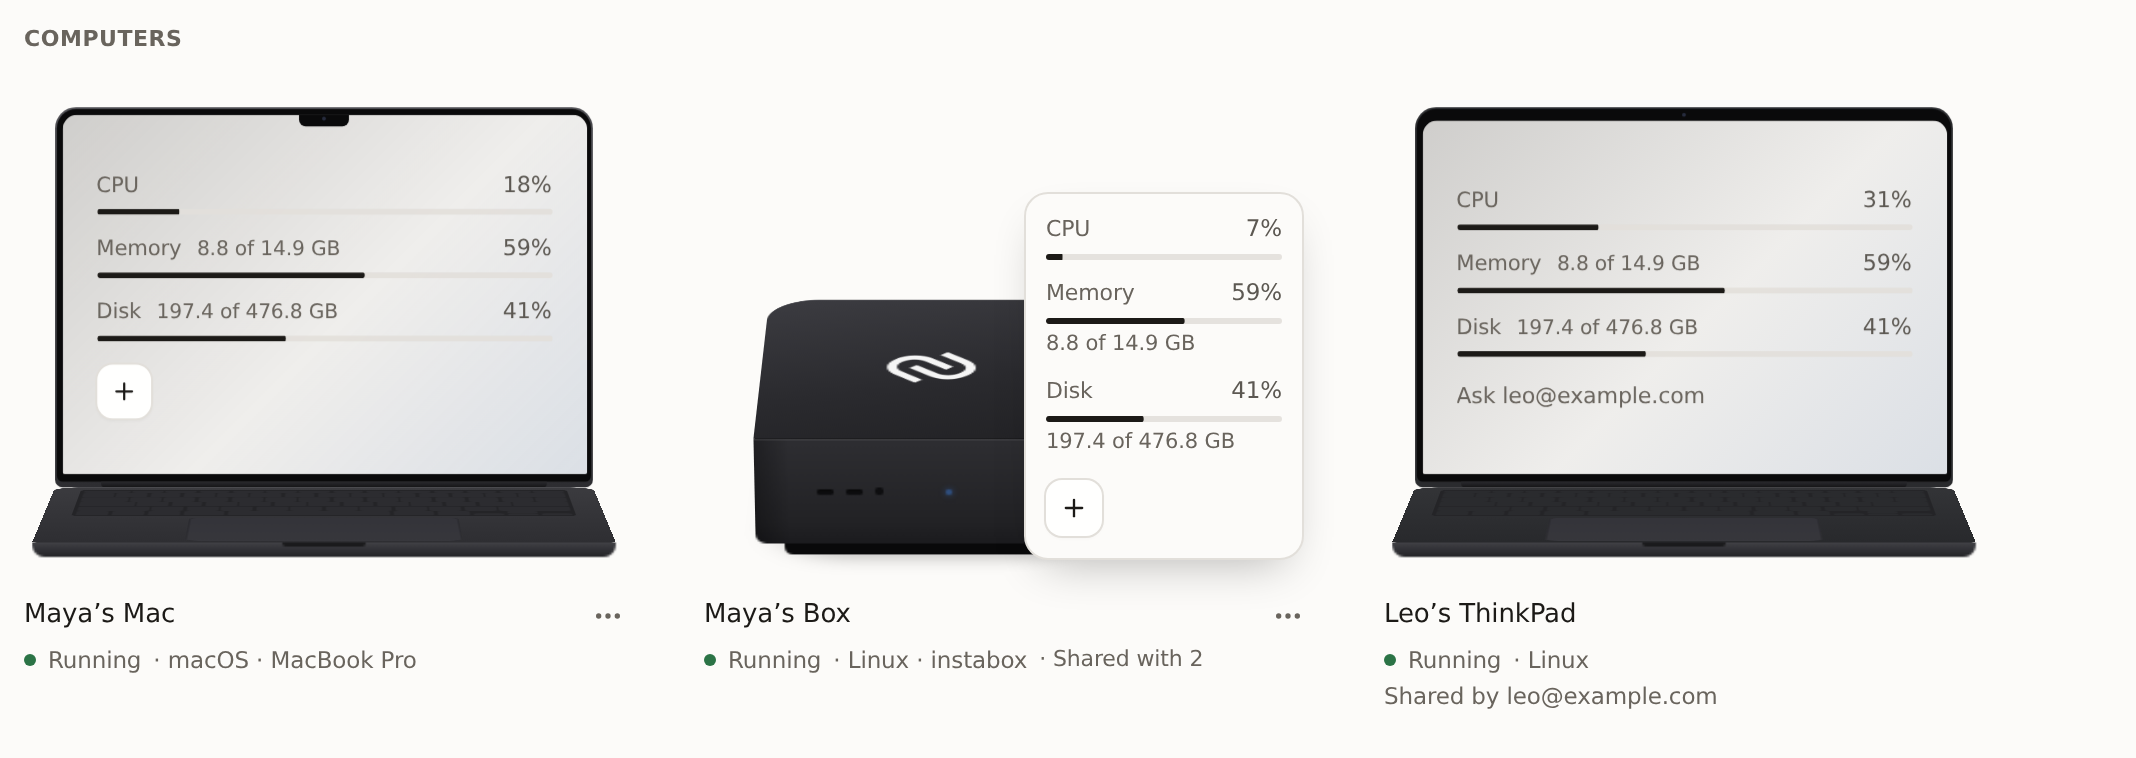 COMPUTERS
CPU 18%
Memory 8.8 of 14.9 GB 59%
Disk 197.4 of 476.8 GB 41%
+
Maya’s Mac
Running · macOS · MacBook Pro
CPU 7%
Memory 59%
8.8 of 14.9 GB
Disk 41%
197.4 of 476.8 GB
+
Maya’s Box
Running · Linux · instabox · Shared with 2
CPU 31%
Memory 8.8 of 14.9 GB 59%
Disk 197.4 of 476.8 GB 41%
Ask leo@example.com
Leo’s ThinkPad
Running · Linux
Shared by leo@example.com